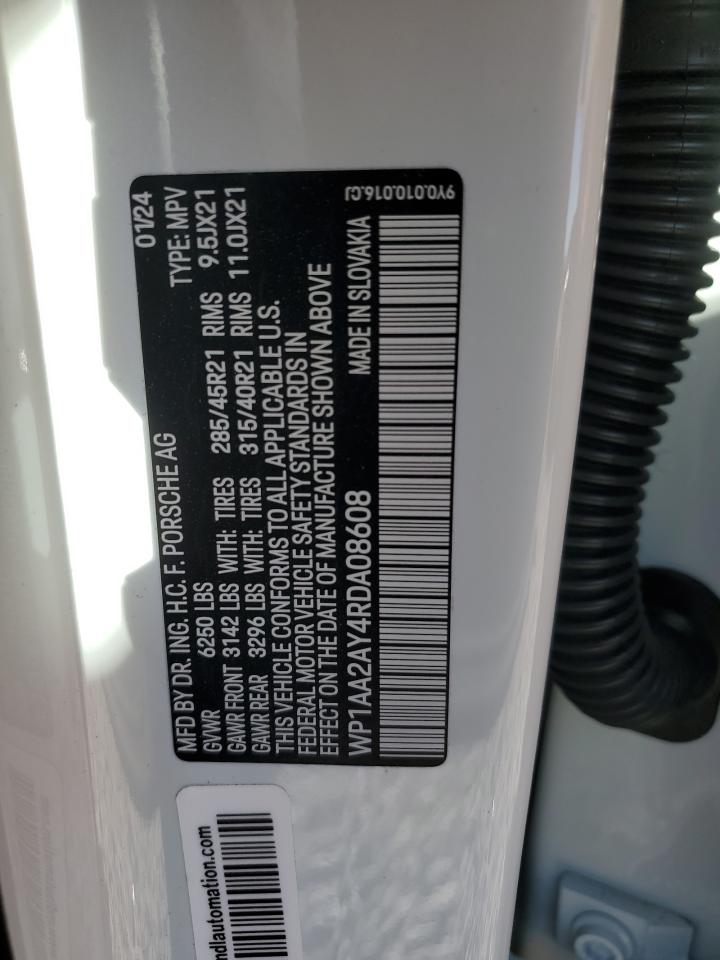 MFD BY DR. ING. H.C. F. PORSCHE AG 01/24
GVWR 6250 LBS TYPE: MPV
GAWR FRONT 3142 LBS WITH: TIRES 285/45R21 RIMS 9.5JX21
GAWR REAR 3296 LBS WITH: TIRES 315/40R21 RIMS 11.0JX21
THIS VEHICLE CONFORMS TO ALL APPLICABLE U.S.
FEDERAL MOTOR VEHICLE SAFETY STANDARDS IN
EFFECT ON THE DATE OF MANUFACTURE SHOWN ABOVE
WP1AA2AY4RDA08608 MADE IN SLOVAKIA
9Y0.010.016.CJ
ndlautomation.com